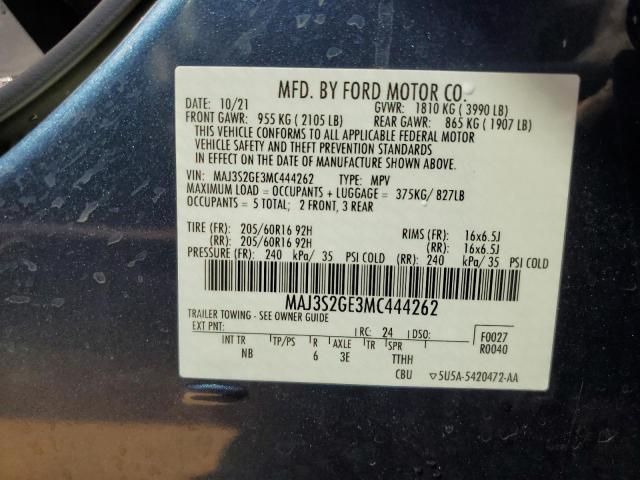 MFD. BY FORD MOTOR CO.
DATE: 10/21 GVWR: 1810 KG ( 3990 LB)
FRONT GAWR: 955 KG ( 2105 LB) REAR GAWR: 865 KG ( 1907 LB)
THIS VEHICLE CONFORMS TO ALL APPLICABLE FEDERAL MOTOR
VEHICLE SAFETY AND THEFT PREVENTION STANDARDS
IN EFFECT ON THE DATE OF MANUFACTURE SHOWN ABOVE.
VIN: MAJ3S2GE3MC444262 TYPE: MPV
MAXIMUM LOAD = OCCUPANTS + LUGGAGE = 375KG/ 827LB
OCCUPANTS = 5 TOTAL; 2 FRONT, 3 REAR
TIRE (FR): 205/60R16 92H RIMS (FR): 16x6.5J
(RR): 205/60R16 92H (RR): 16x6.5J
PRESSURE (FR): 240 kPa/ 35 PSI COLD (RR): 240 kPa/ 35 PSI COLD
MAJ3S2GE3MC444262
TRAILER TOWING - SEE OWNER GUIDE
EXT PNT: RC: 24 DSO: F0027
INT TR TP/PS R AXLE TR SPR R0040
NB 6 3E TTHH
CBU ▽5U5A-5420472-AA